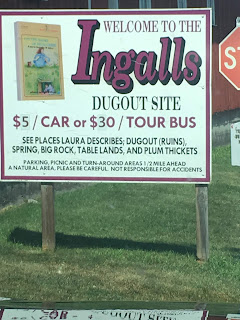 WELCOME TO THE
Ingalls
DUGOUT SITE
$5 / CAR or $30 / TOUR BUS
SEE PLACES LAURA DESCRIBES; DUGOUT (RUINS),
SPRING, BIG ROCK, TABLE LANDS, AND PLUM THICKETS
PARKING, PICNIC AND TURN-AROUND AREAS 1/2 MILE AHEAD
A NATURAL AREA, PLEASE BE CAREFUL. NOT RESPONSIBLE FOR ACCIDENTS
ST
DUGOUT SITE